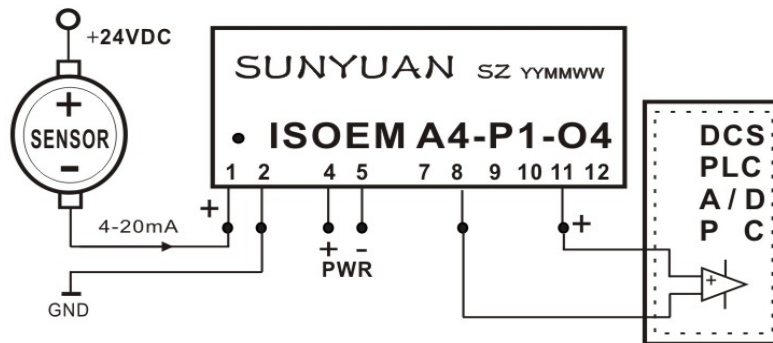 +24VDC
SUNYUAN SZ YYMMWW
+
SENSOR
-
ISOEM A4-P1-O4
1 2 4 5 7 8 9 10 11 12
+
4-20mA
+ -
PWR
GND
+
DCS
PLC
A/D
P C
+